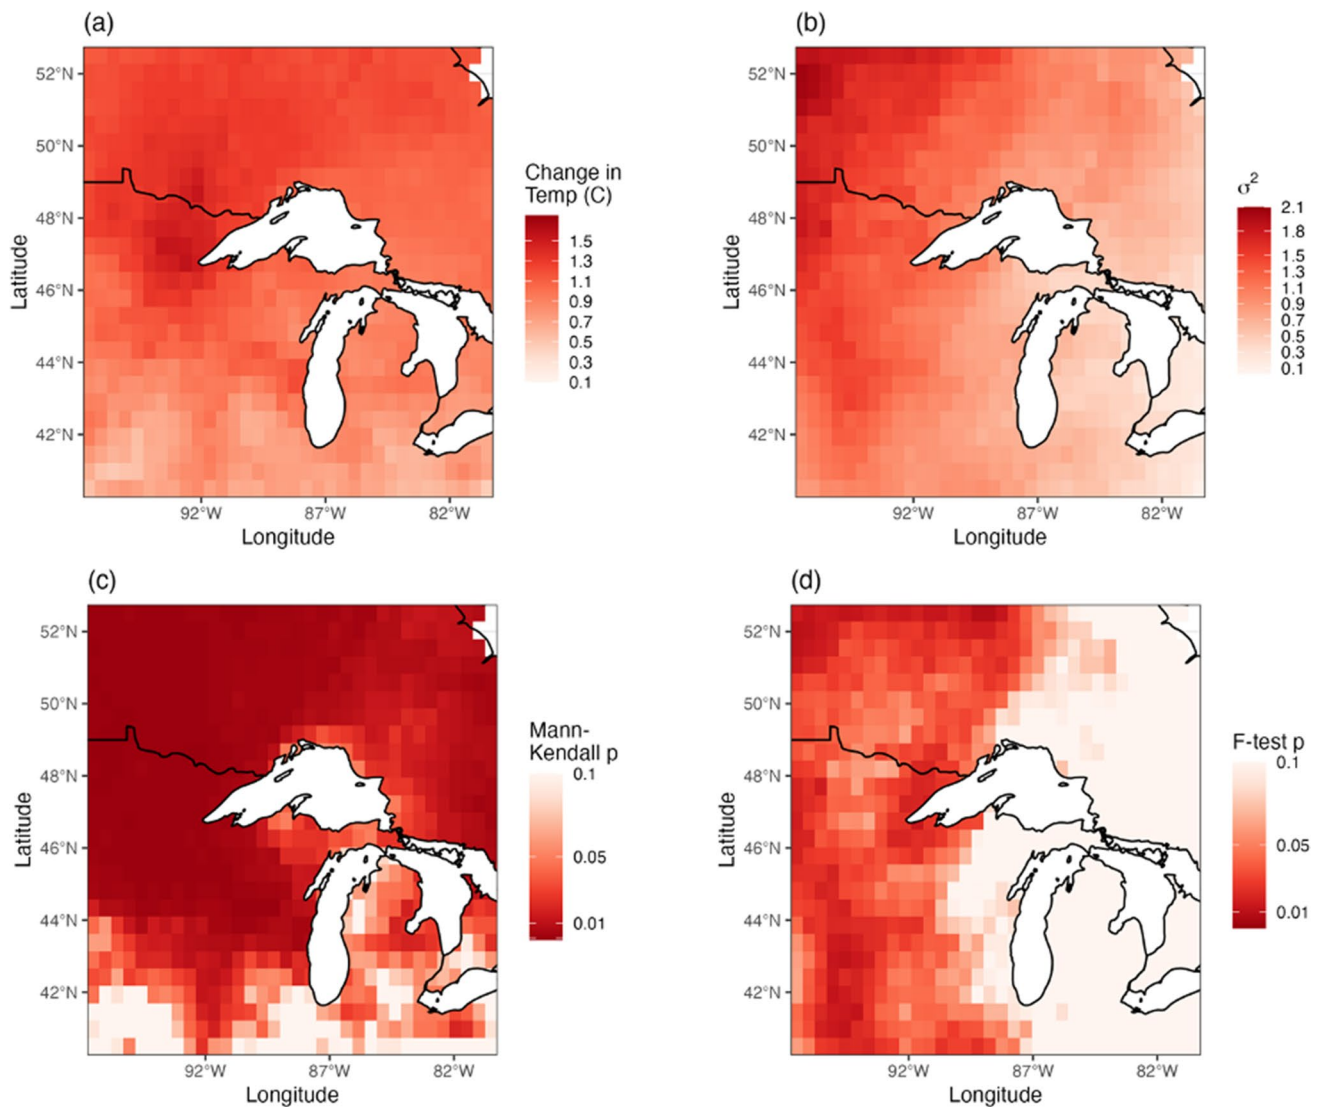 (a)
52°N
50°N
48°N
46°N
44°N
42°N
Latitude
92°W 87°W 82°W
Longitude
Change in
Temp (C)
1.5
1.3
1.1
0.9
0.7
0.5
0.3
0.1
(b)
52°N
50°N
48°N
46°N
44°N
42°N
Latitude
92°W 87°W 82°W
Longitude
σ²
2.1
1.8
1.5
1.3
1.1
0.9
0.7
0.5
0.3
0.1
(c)
52°N
50°N
48°N
46°N
44°N
42°N
Latitude
92°W 87°W 82°W
Longitude
Mann-
Kendall p
0.1
0.05
0.01
(d)
52°N
50°N
48°N
46°N
44°N
42°N
Latitude
92°W 87°W 82°W
Longitude
F-test p
0.1
0.05
0.01